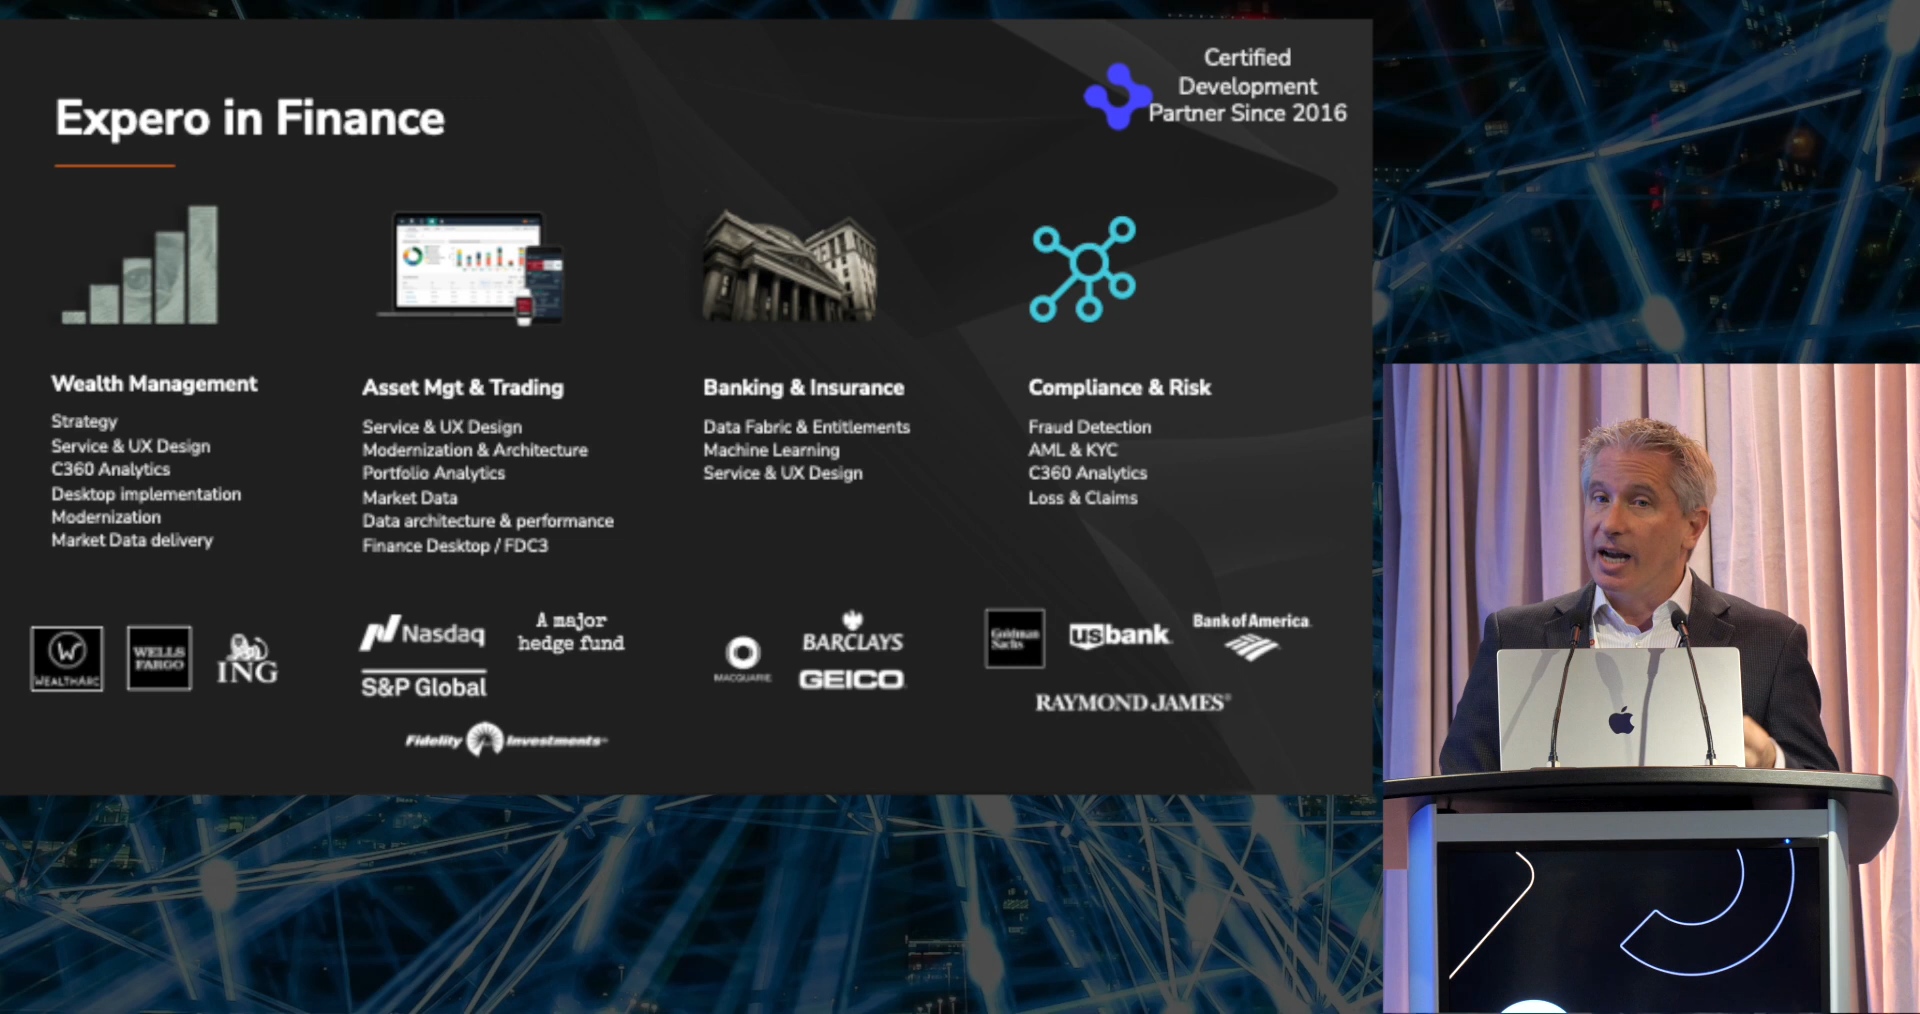 Expero in Finance
Certified
Development
Partner Since 2016
Wealth Management
Strategy
Service & UX Design
C360 Analytics
Desktop implementation
Modernization
Market Data delivery
WEALTHARC
WELLS
FARGO
ING
Asset Mgt & Trading
Service & UX Design
Modernization & Architecture
Portfolio Analytics
Market Data
Data architecture & performance
Finance Desktop / FDC3
Nasdaq
A major
hedge fund
S&P Global
Fidelity Investments
Banking & Insurance
Data Fabric & Entitlements
Machine Learning
Service & UX Design
MACQUARIE
BARCLAYS
GEICO
Compliance & Risk
Fraud Detection
AML & KYC
C360 Analytics
Loss & Claims
Goldman
Sachs
usbank
Bank of America
RAYMOND JAMES®